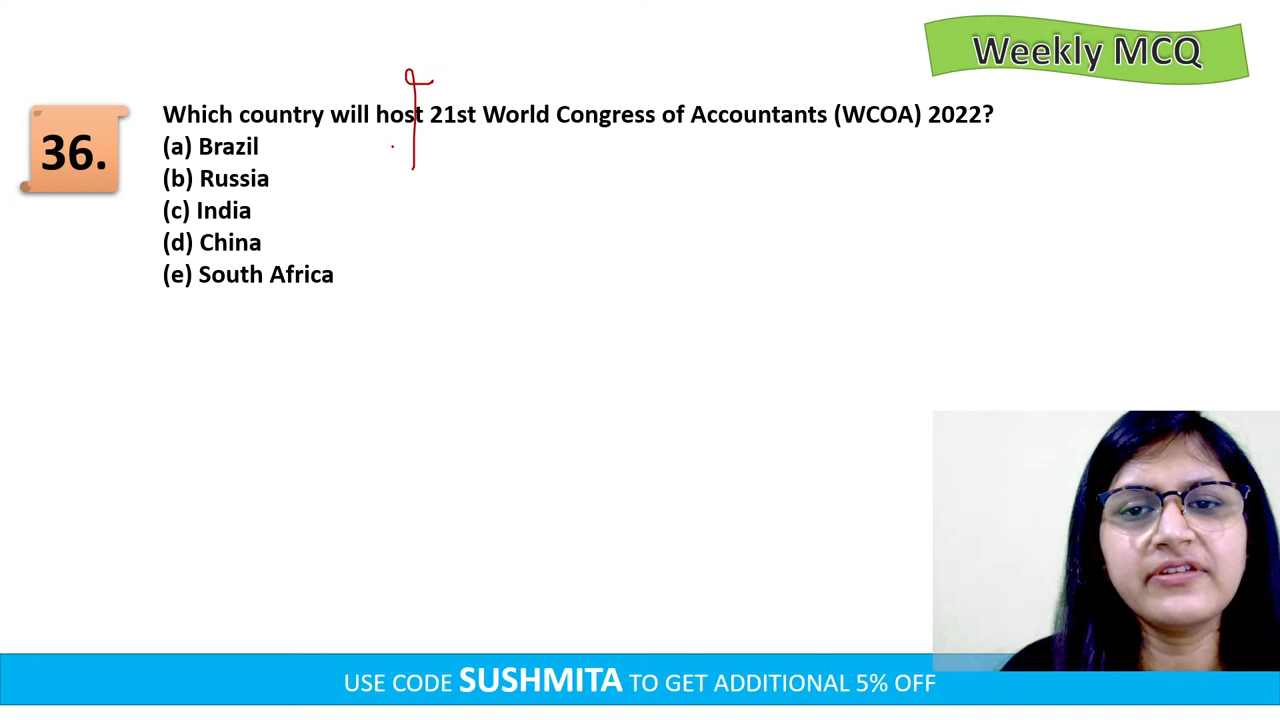 Weekly MCQ
36.
Which country will host 21st World Congress of Accountants (WCOA) 2022?
(a) Brazil
(b) Russia
(c) India
(d) China
(e) South Africa
USE CODE SUSHMITA TO GET ADDITIONAL 5% OFF